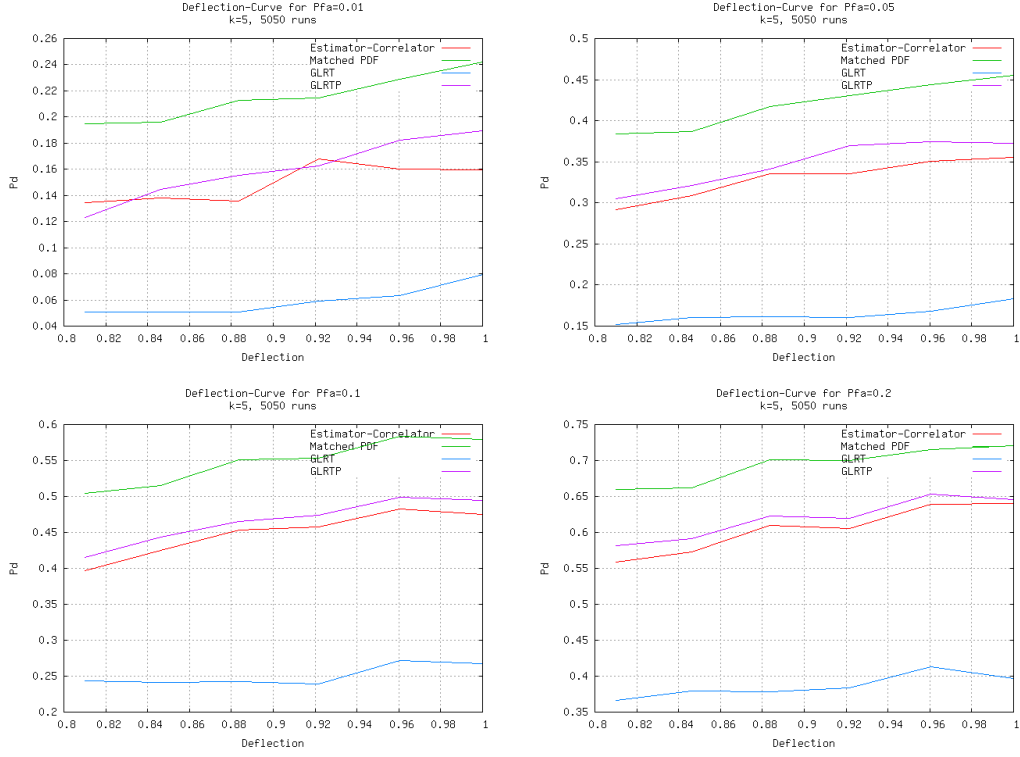 Deflection-Curve for Pfa=0.01
k=5, 5050 runs
0.26
0.24
0.22
0.2
0.18
0.16
0.14
0.12
0.1
0.08
0.06
0.04
Pd
Estimator-Correlator
Matched PDF
GLRT
GLRTP
0.8 0.82 0.84 0.86 0.88 0.9 0.92 0.94 0.96 0.98 1
Deflection
Deflection-Curve for Pfa=0.05
k=5, 5050 runs
0.5
0.45
0.4
0.35
0.3
0.25
0.2
0.15
Pd
Estimator-Correlator
Matched PDF
GLRT
GLRTP
0.8 0.82 0.84 0.86 0.88 0.9 0.92 0.94 0.96 0.98 1
Deflection
Deflection-Curve for Pfa=0.1
k=5, 5050 runs
0.6
0.55
0.5
0.45
0.4
0.35
0.3
0.25
0.2
Pd
Estimator-Correlator
Matched PDF
GLRT
GLRTP
0.8 0.82 0.84 0.86 0.88 0.9 0.92 0.94 0.96 0.98 1
Deflection
Deflection-Curve for Pfa=0.2
k=5, 5050 runs
0.75
0.7
0.65
0.6
0.55
0.5
0.45
0.4
0.35
Pd
Estimator-Correlator
Matched PDF
GLRT
GLRTP
0.8 0.82 0.84 0.86 0.88 0.9 0.92 0.94 0.96 0.98 1
Deflection